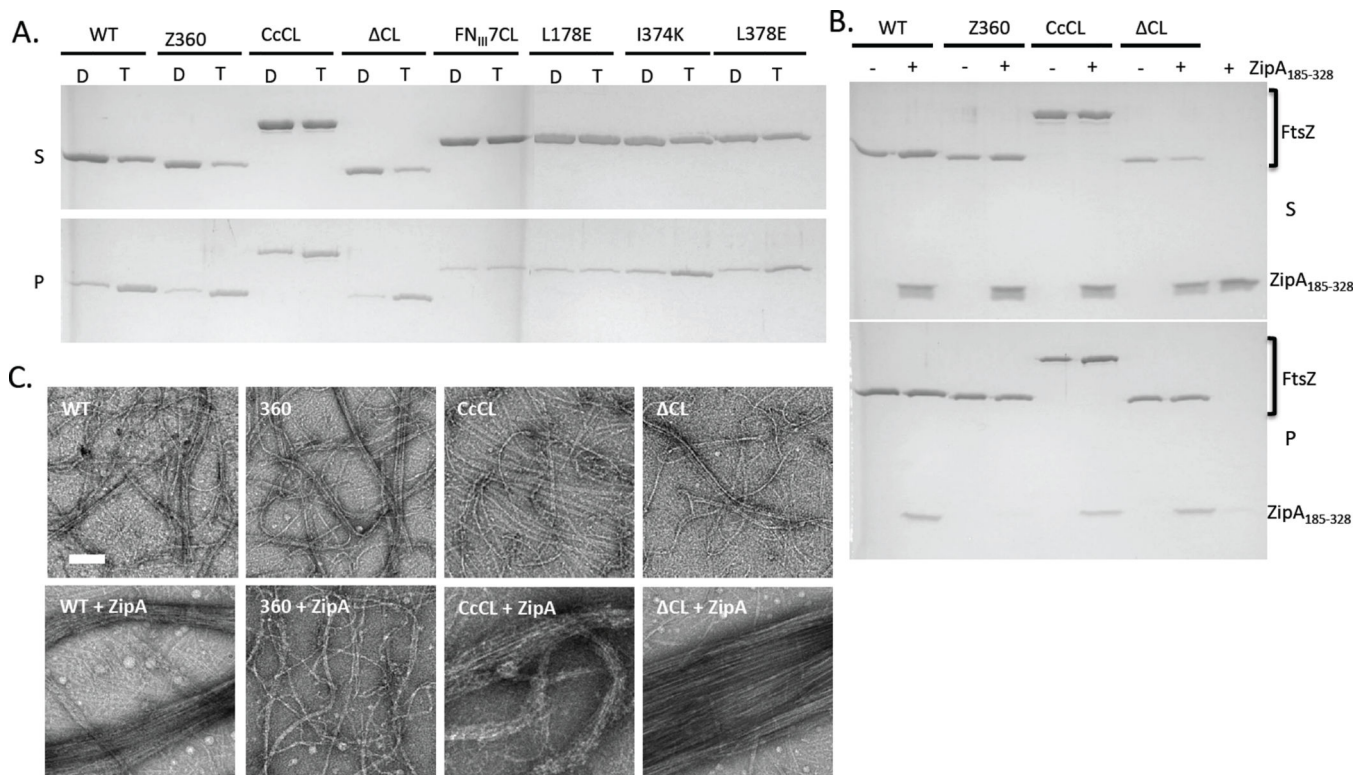 A.
WT Z360 CcCL ΔCL FNIII7CL L178E I374K L378E
D T D T D T D T D T D T D T D T
S
P
B.
WT Z360 CcCL ΔCL
- + - + - + - + + ZipA185-328
FtsZ
S
ZipA185-328
FtsZ
P
ZipA185-328
C.
WT 360 CcCL ΔCL
WT + ZipA 360 + ZipA CcCL + ZipA ΔCL + ZipA